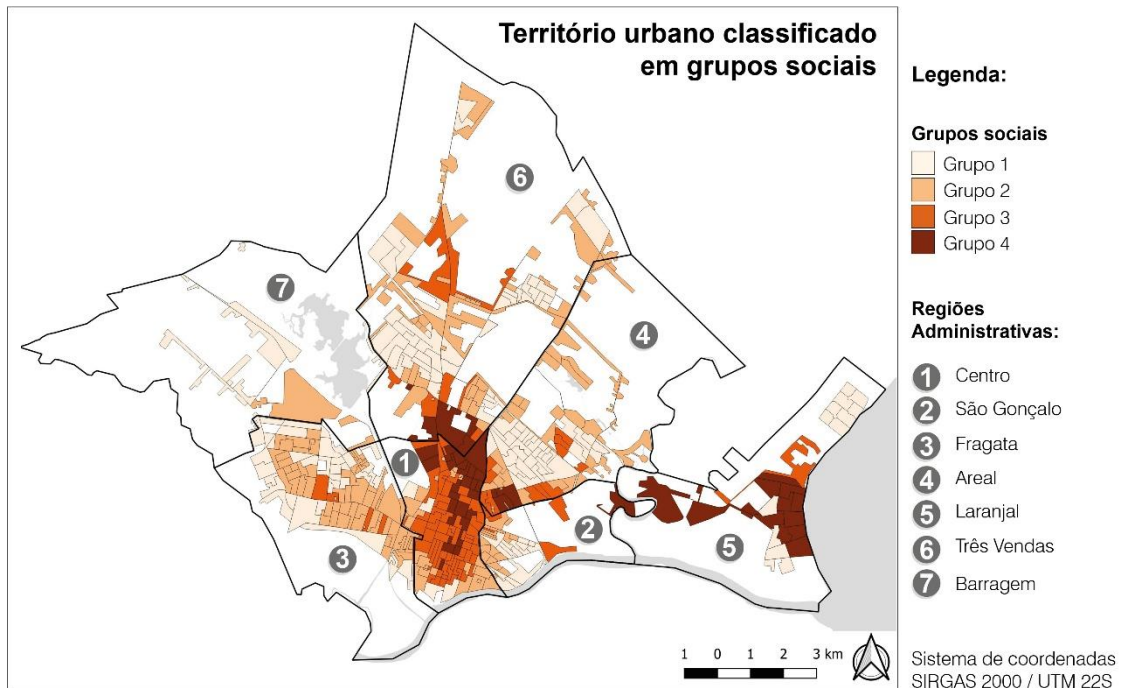 Território urbano classificado
em grupos sociais
Legenda:
Grupos sociais
Grupo 1
Grupo 2
Grupo 3
Grupo 4
Regiões
Administrativas:
1 Centro
2 São Gonçalo
3 Fragata
4 Areal
5 Laranjal
6 Três Vendas
7 Barragem
6
7
4
1
2
5
3
1 0 1 2 3 km
Sistema de coordenadas
SIRGAS 2000 / UTM 22S